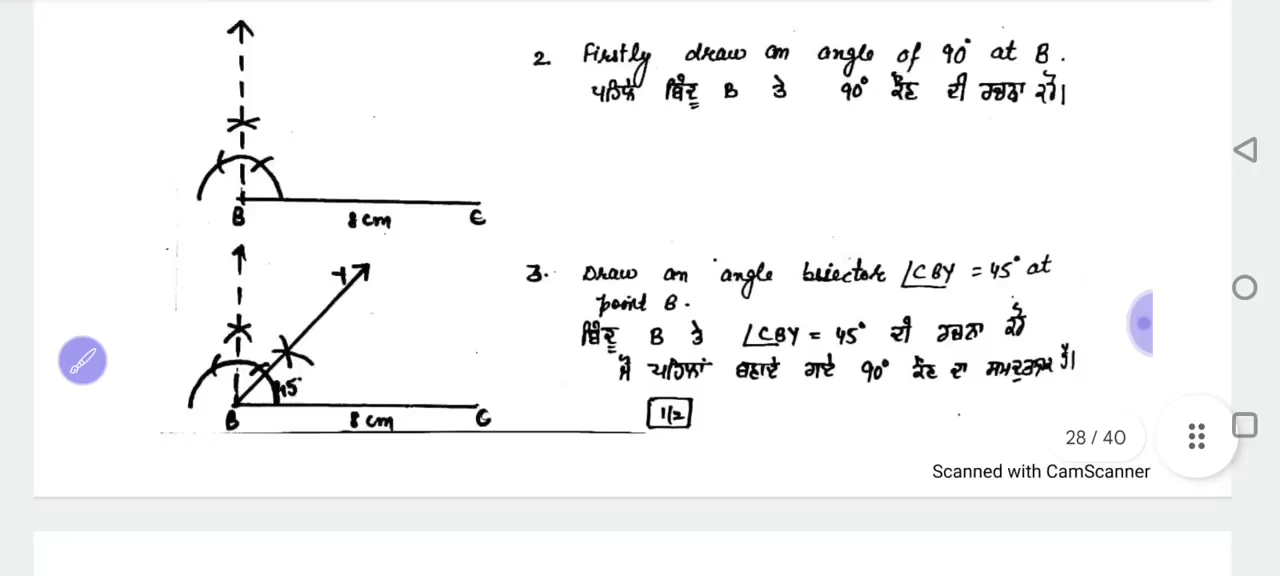 2. Firstly draw an angle of 90° at B.
ਪਹਿਲਾਂ ਬਿੰਦੂ B ਤੇ 90° ਕੋਣ ਦੀ ਰਚਨਾ ਕਰੋ।
B 8 cm C
3. Draw an angle bisector ∠CBY = 45° at
point B.
ਬਿੰਦੂ B ਤੇ ∠CBY = 45° ਦੀ ਰਚਨਾ ਕਰੋ
ਜੋ ਪਹਿਲਾਂ ਬਣਾਏ ਗਏ 90° ਕੋਣ ਦਾ ਸਮਦੁਭਾਜਕ ਹੈ।
45°
B 8 cm C
1/2
28 / 40
Scanned with CamScanner